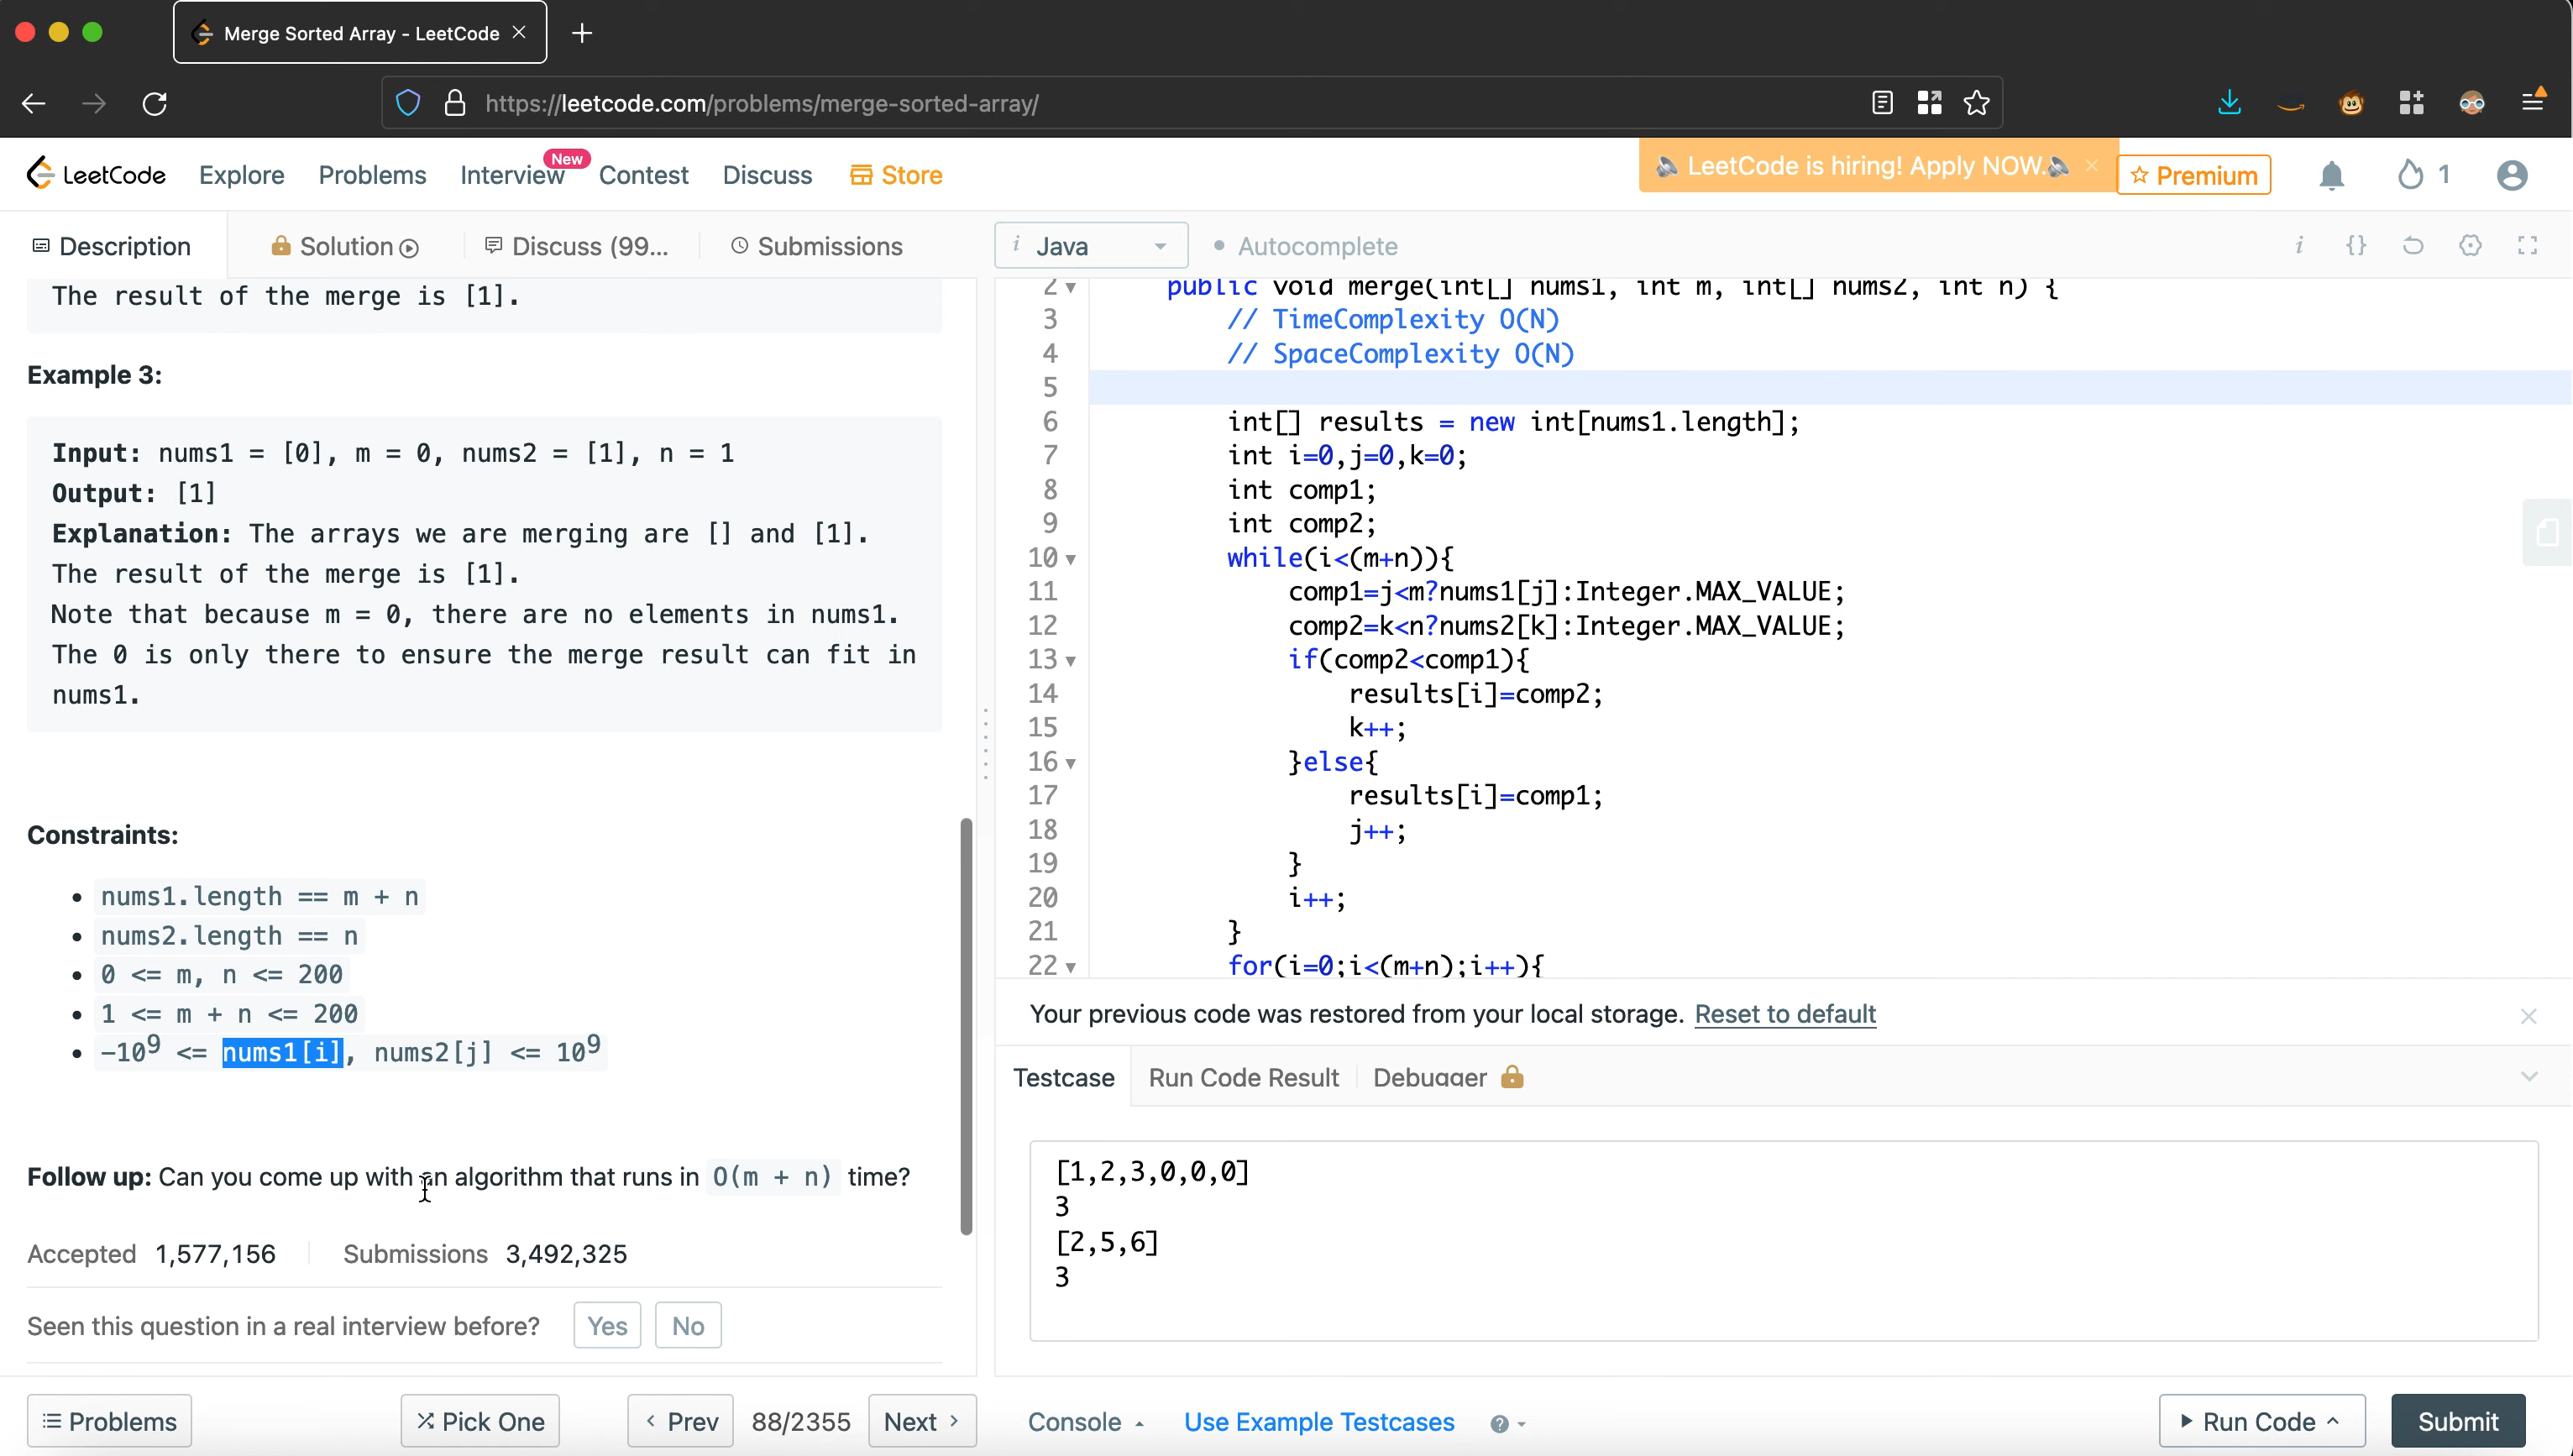 Merge Sorted Array - LeetCode
https://leetcode.com/problems/merge-sorted-array/
LeetCode
Explore
Problems
Interview
New
Contest
Discuss
Store
LeetCode is hiring! Apply NOW.
Premium
1
Description
Solution
Discuss (99...
Submissions
The result of the merge is [1].
Example 3:
Input: nums1 = [0], m = 0, nums2 = [1], n = 1
Output: [1]
Explanation: The arrays we are merging are [] and [1].
The result of the merge is [1].
Note that because m = 0, there are no elements in nums1.
The 0 is only there to ensure the merge result can fit in
nums1.
Constraints:
• nums1.length == m + n
• nums2.length == n
• 0 <= m, n <= 200
• 1 <= m + n <= 200
• -10⁹ <= nums1[i], nums2[j] <= 10⁹
Follow up: Can you come up with an algorithm that runs in O(m + n) time?
Accepted 1,577,156
Submissions 3,492,325
Seen this question in a real interview before?
Yes
No
Problems
Pick One
Prev
88/2355
Next
i Java
Autocomplete
i {}
2 public void merge(int[] nums1, int m, int[] nums2, int n) {
3 // TimeComplexity O(N)
4 // SpaceComplexity O(N)
5
6 int[] results = new int[nums1.length];
7 int i=0,j=0,k=0;
8 int comp1;
9 int comp2;
10 while(i<(m+n)){
11 comp1=j<m?nums1[j]:Integer.MAX_VALUE;
12 comp2=k<n?nums2[k]:Integer.MAX_VALUE;
13 if(comp2<comp1){
14 results[i]=comp2;
15 k++;
16 }else{
17 results[i]=comp1;
18 j++;
19 }
20 i++;
21 }
22 for(i=0;i<(m+n);i++){
Your previous code was restored from your local storage. Reset to default
Testcase
Run Code Result
Debugger
[1,2,3,0,0,0]
3
[2,5,6]
3
Console
Use Example Testcases
?
Run Code
Submit